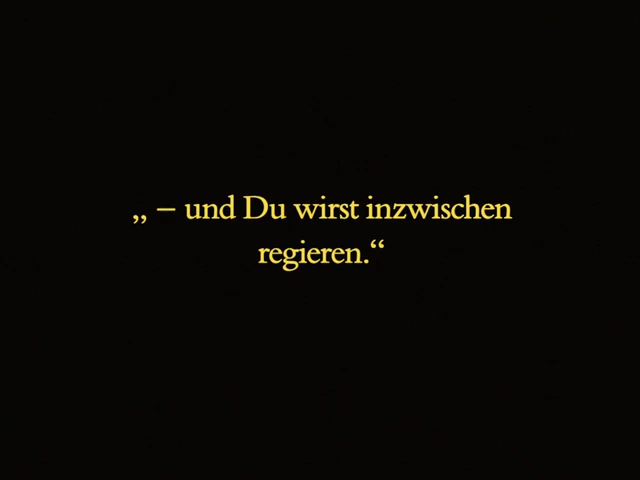 „ – und Du wirst inzwischen
regieren.“